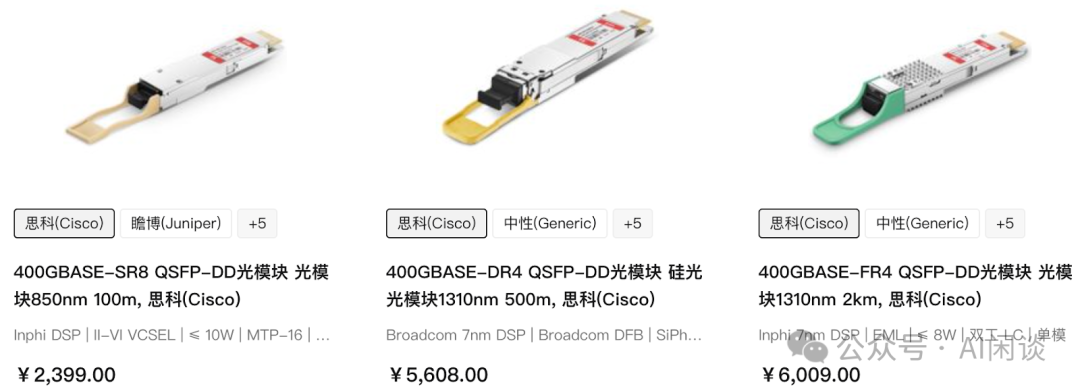 思科(Cisco)
瞻博(Juniper)
+5
400GBASE-SR8 QSFP-DD光模块 光模
块850nm 100m, 思科(Cisco)
Inphi DSP | II-VI VCSEL | ≤ 10W | MTP-16 | ...
¥2,399.00
思科(Cisco)
中性(Generic)
+5
400GBASE-DR4 QSFP-DD光模块 硅光
光模块1310nm 500m, 思科(Cisco)
Broadcom 7nm DSP | Broadcom DFB | SiPh...
¥5,608.00
思科(Cisco)
中性(Generic)
+5
400GBASE-FR4 QSFP-DD光模块 光模
块1310nm 2km, 思科(Cisco)
Inphi 7nm DSP | EML | ≤ 8W | 双工 LC | 单模
¥6,009.00
公众号 · AI闲谈